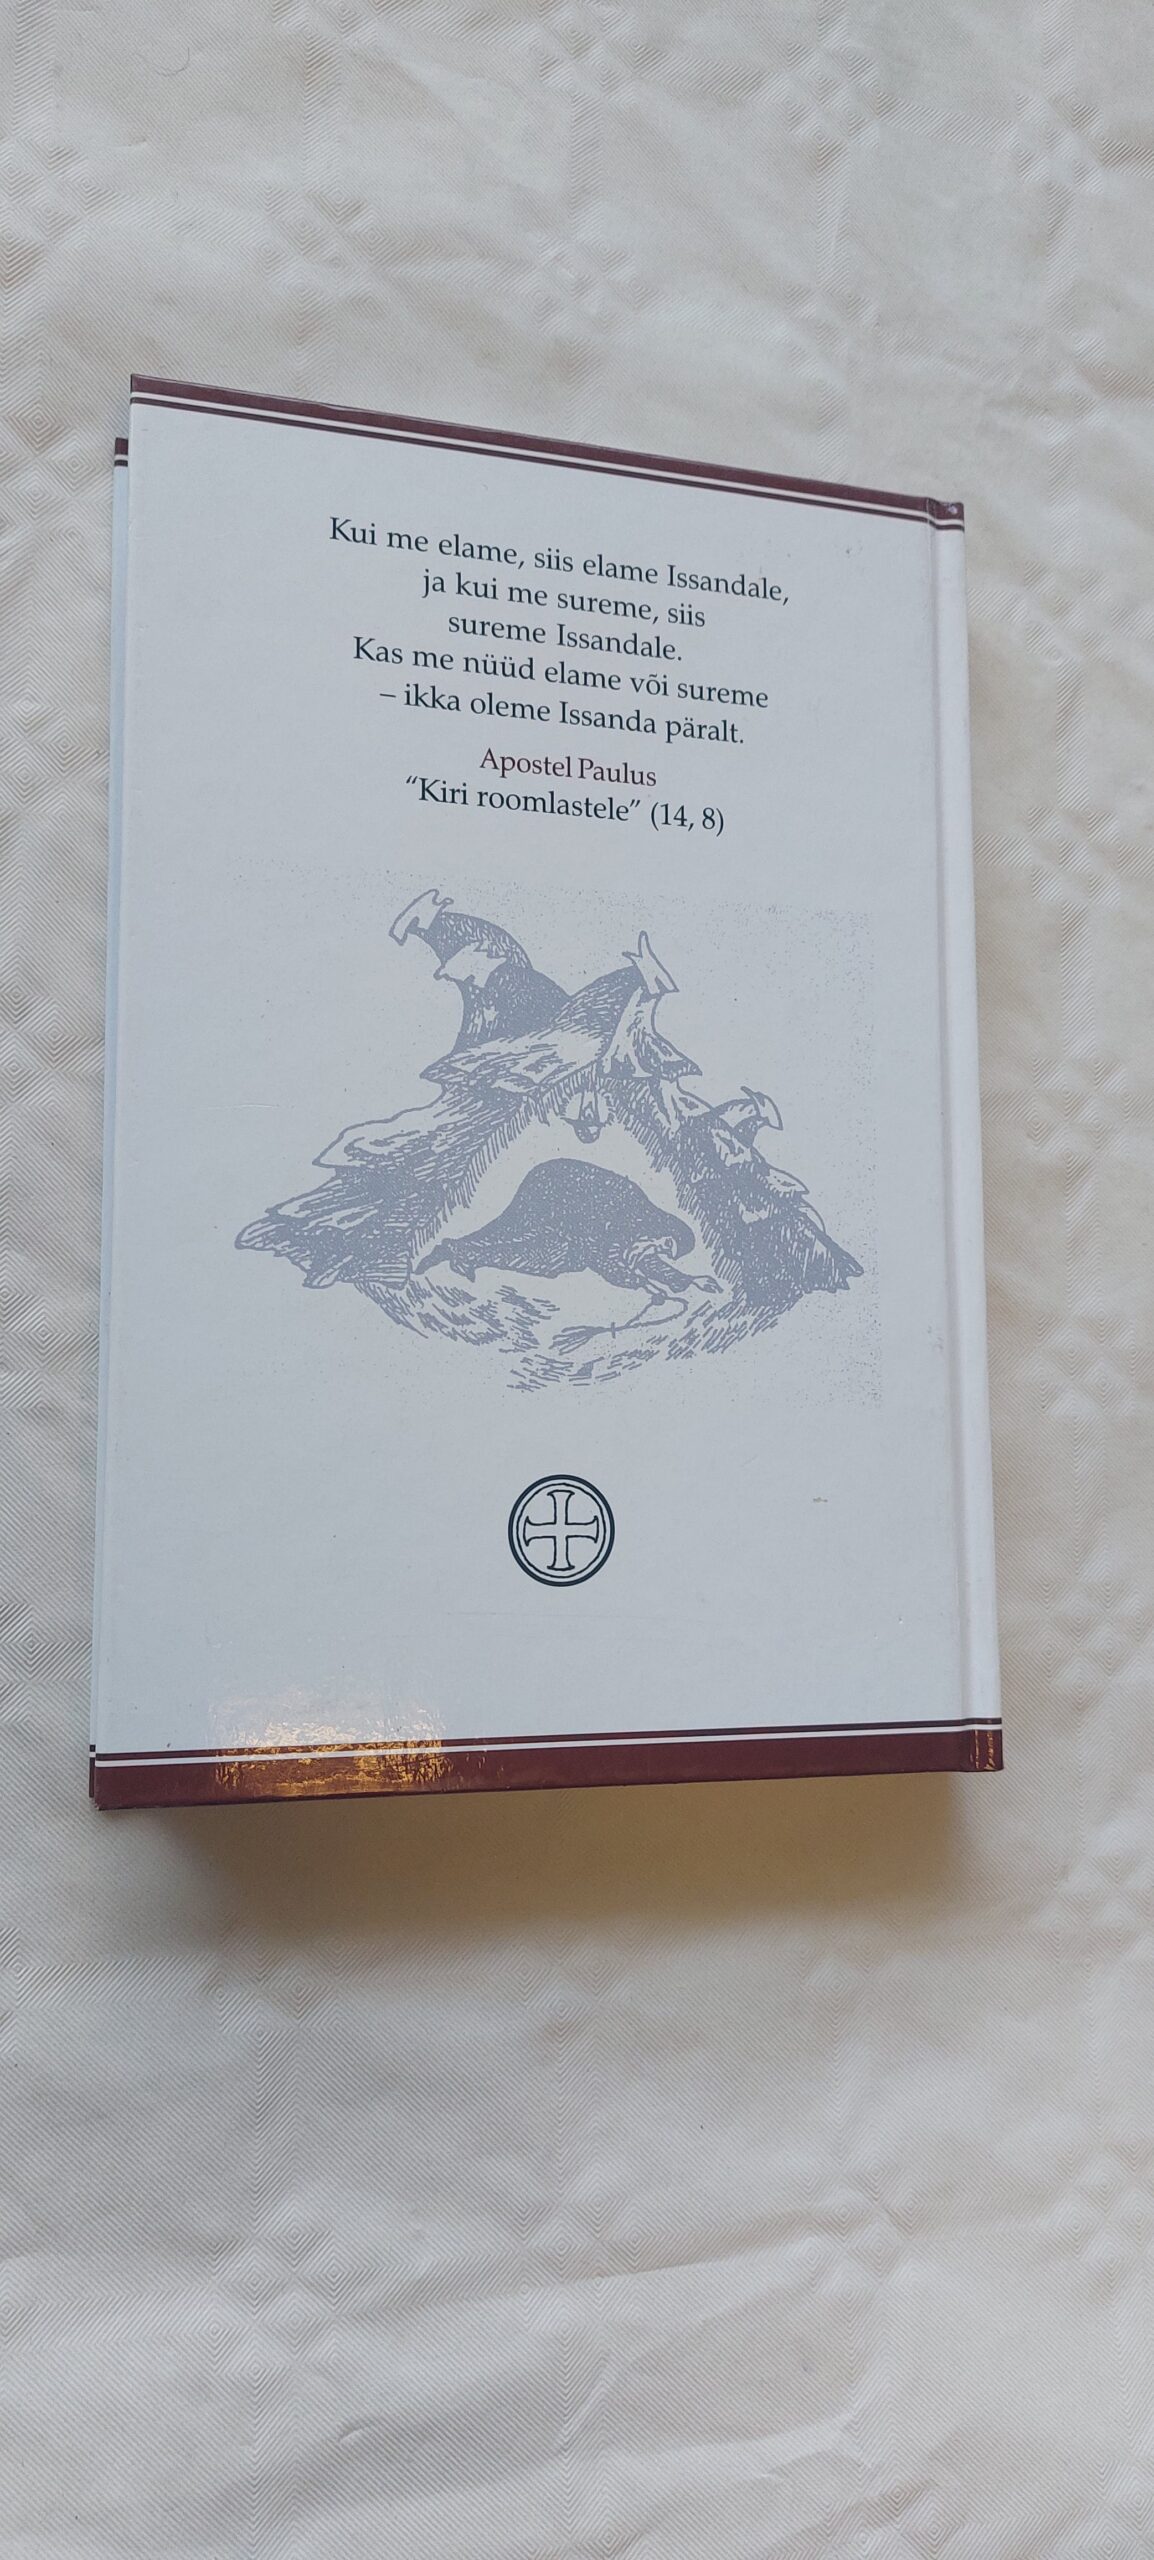 Kui me elame, siis elame Issandale,
ja kui me sureme, siis
sureme Issandale.
Kas me nüüd elame või sureme
– ikka oleme Issanda päralt.
Apostel Paulus
“Kiri roomlastele” (14, 8)